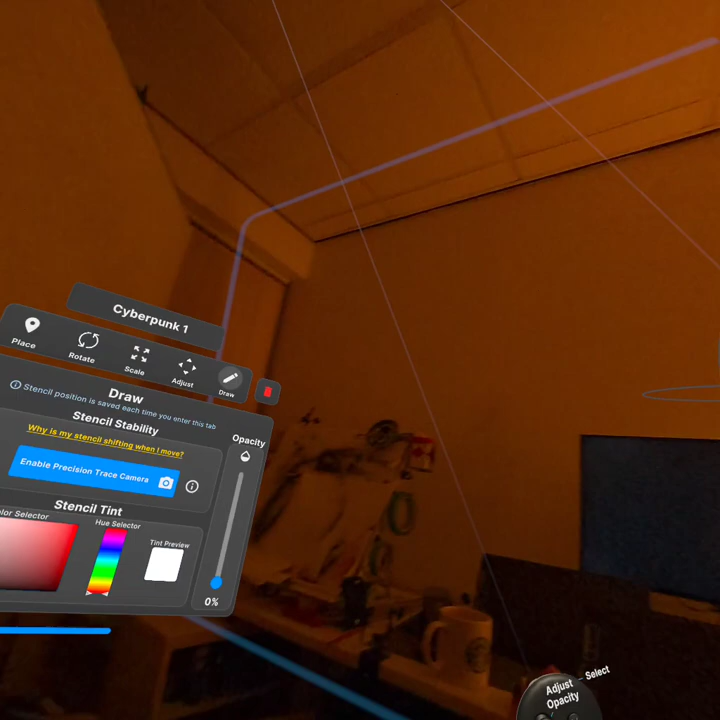 Cyberpunk 1
Place
Rotate
Scale
Adjust
Draw
Draw
Stencil position is saved each time you enter this tab
Stencil Stability
Why is my stencil shifting when I move?
Enable Precision Trace Camera
Opacity
Stencil Tint
Selector
Hue Selector
Tint Preview
0%
Adjust
Opacity
Select